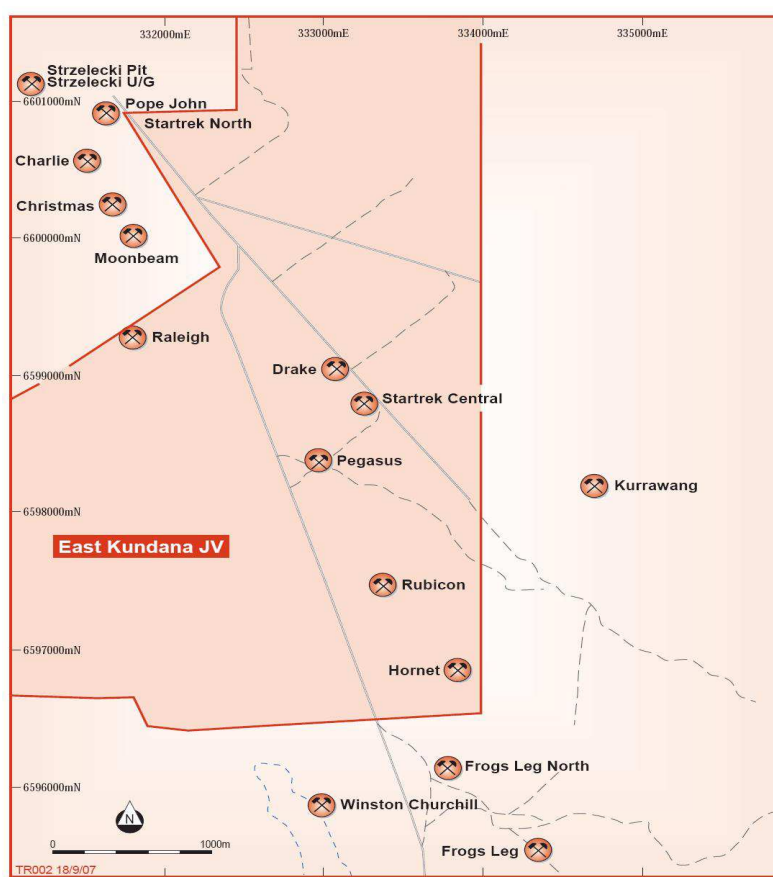 332000mE
333000mE
334000mE
335000mE
Strzelecki Pit
Strzelecki U/G
6601000mN
Pope John
Startrek North
Charlie
Christmas
6600000mN
Moonbeam
Raleigh
6599000mN
Drake
Startrek Central
Pegasus
Kurrawang
6598000mN
East Kundana JV
Rubicon
6597000mN
Hornet
Frogs Leg North
6596000mN
Winston Churchill
N
0
1000m
Frogs Leg
TR002 18/9/07